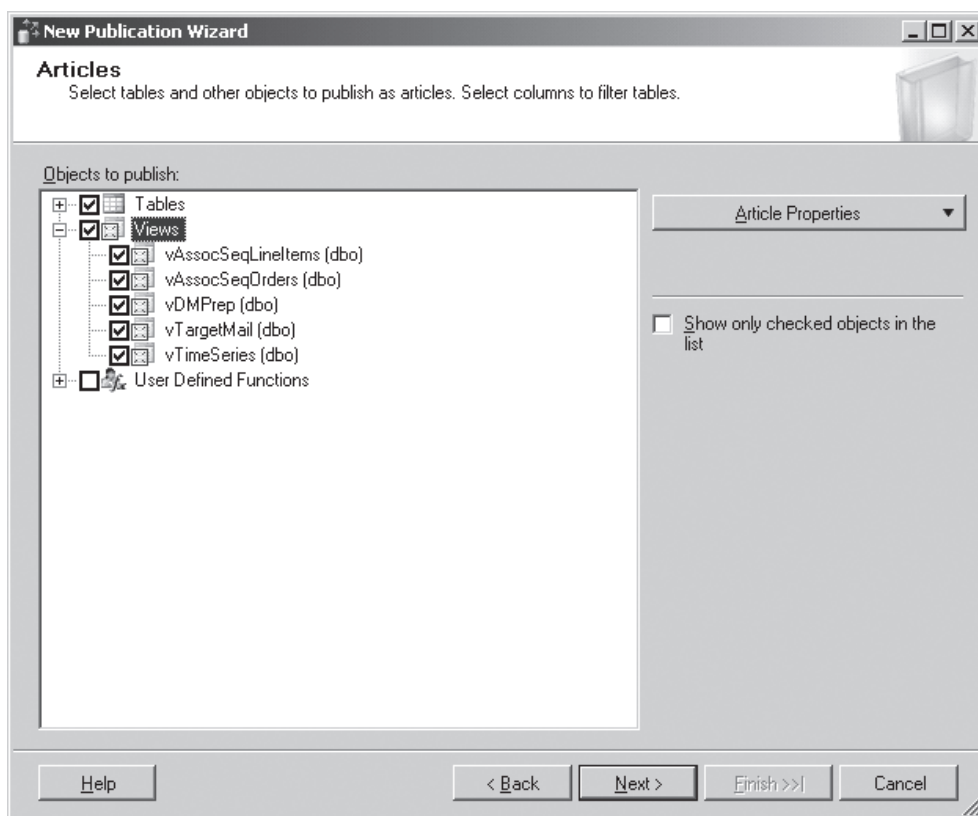 New Publication Wizard
Articles
Select tables and other objects to publish as articles. Select columns to filter tables.
Objects to publish:
Tables
Views
vAssocSeqLineItems (dbo)
vAssocSeqOrders (dbo)
vDMPrep (dbo)
vTargetMail (dbo)
vTimeSeries (dbo)
User Defined Functions
Article Properties
Show only checked objects in the
list
Help
< Back
Next >
Finish >>|
Cancel